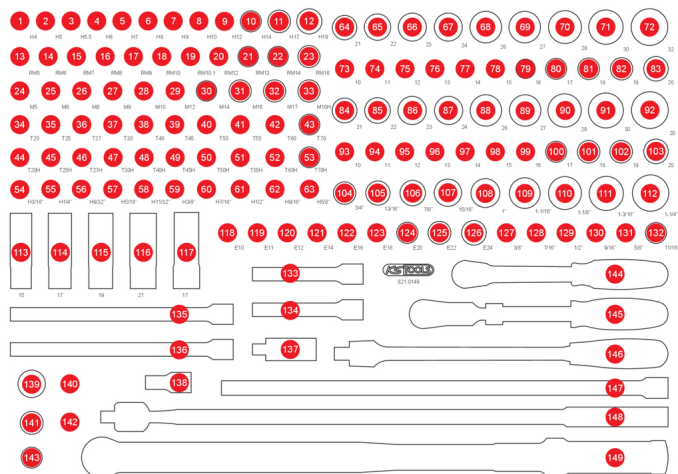 1 2 3 4 5 6 7 8 9 10 11 12
H4 H5 H5.5 H6 H7 H8 H9 H10 H12 H14 H17 H19
13 14 15 16 17 18 19 20 21 22 23
RM5 RM6 RM7 RM8 RM9 RM10 RM10.1 RM12 RM13 RM14 RM16
24 25 26 27 28 29 30 31 32 33
M5 M6 M8 M9 M10 M12 M14 M16 M17 M16H
34 35 36 37 38 39 40 41 42 43
T20 T25 T27 T30 T40 T45 T50 T55 T60 T70
44 45 46 47 48 49 50 51 52 53
T20H T25H T27H T30H T40H T45H T50H T55H T60H T70H
54 55 56 57 58 59 60 61 62 63
H3/16" H1/4" H9/32" H5/16" H11/32" H3/8" H7/16" H1/2" H9/16" H5/8"
64 65 66 67 68 69 70 71 72
21 22 23 24 26 27 28 30 32
73 74 75 76 77 78 79 80 81 82 83
10 11 12 13 14 15 16 17 18 19 20
84 85 86 87 88 89 90 91 92
21 22 23 24 26 27 28 30
93 94 95 96 97 98 99 100 101 102 103
10 11 12 13 14 15 16 17 18 19 20
104 105 106 107 108 109 110 111 112
3/4" 13/16" 7/8" 15/16" 1" 1-1/16" 1-1/8" 1-3/16" 1-1/4"
113 114 115 116 117
15 17 19 21 17
118 119 120 121 122 123 124 125 126 127 128 129 130 131 132
E10 E11 E12 E14 E16 E18 E20 E22 E24 3/8" 7/16" 1/2" 9/16" 5/8" 11/16"
133
KS TOOLS
821.0149
144
135
134
145
136
137
146
139 140
138
147
141 142
148
143
149